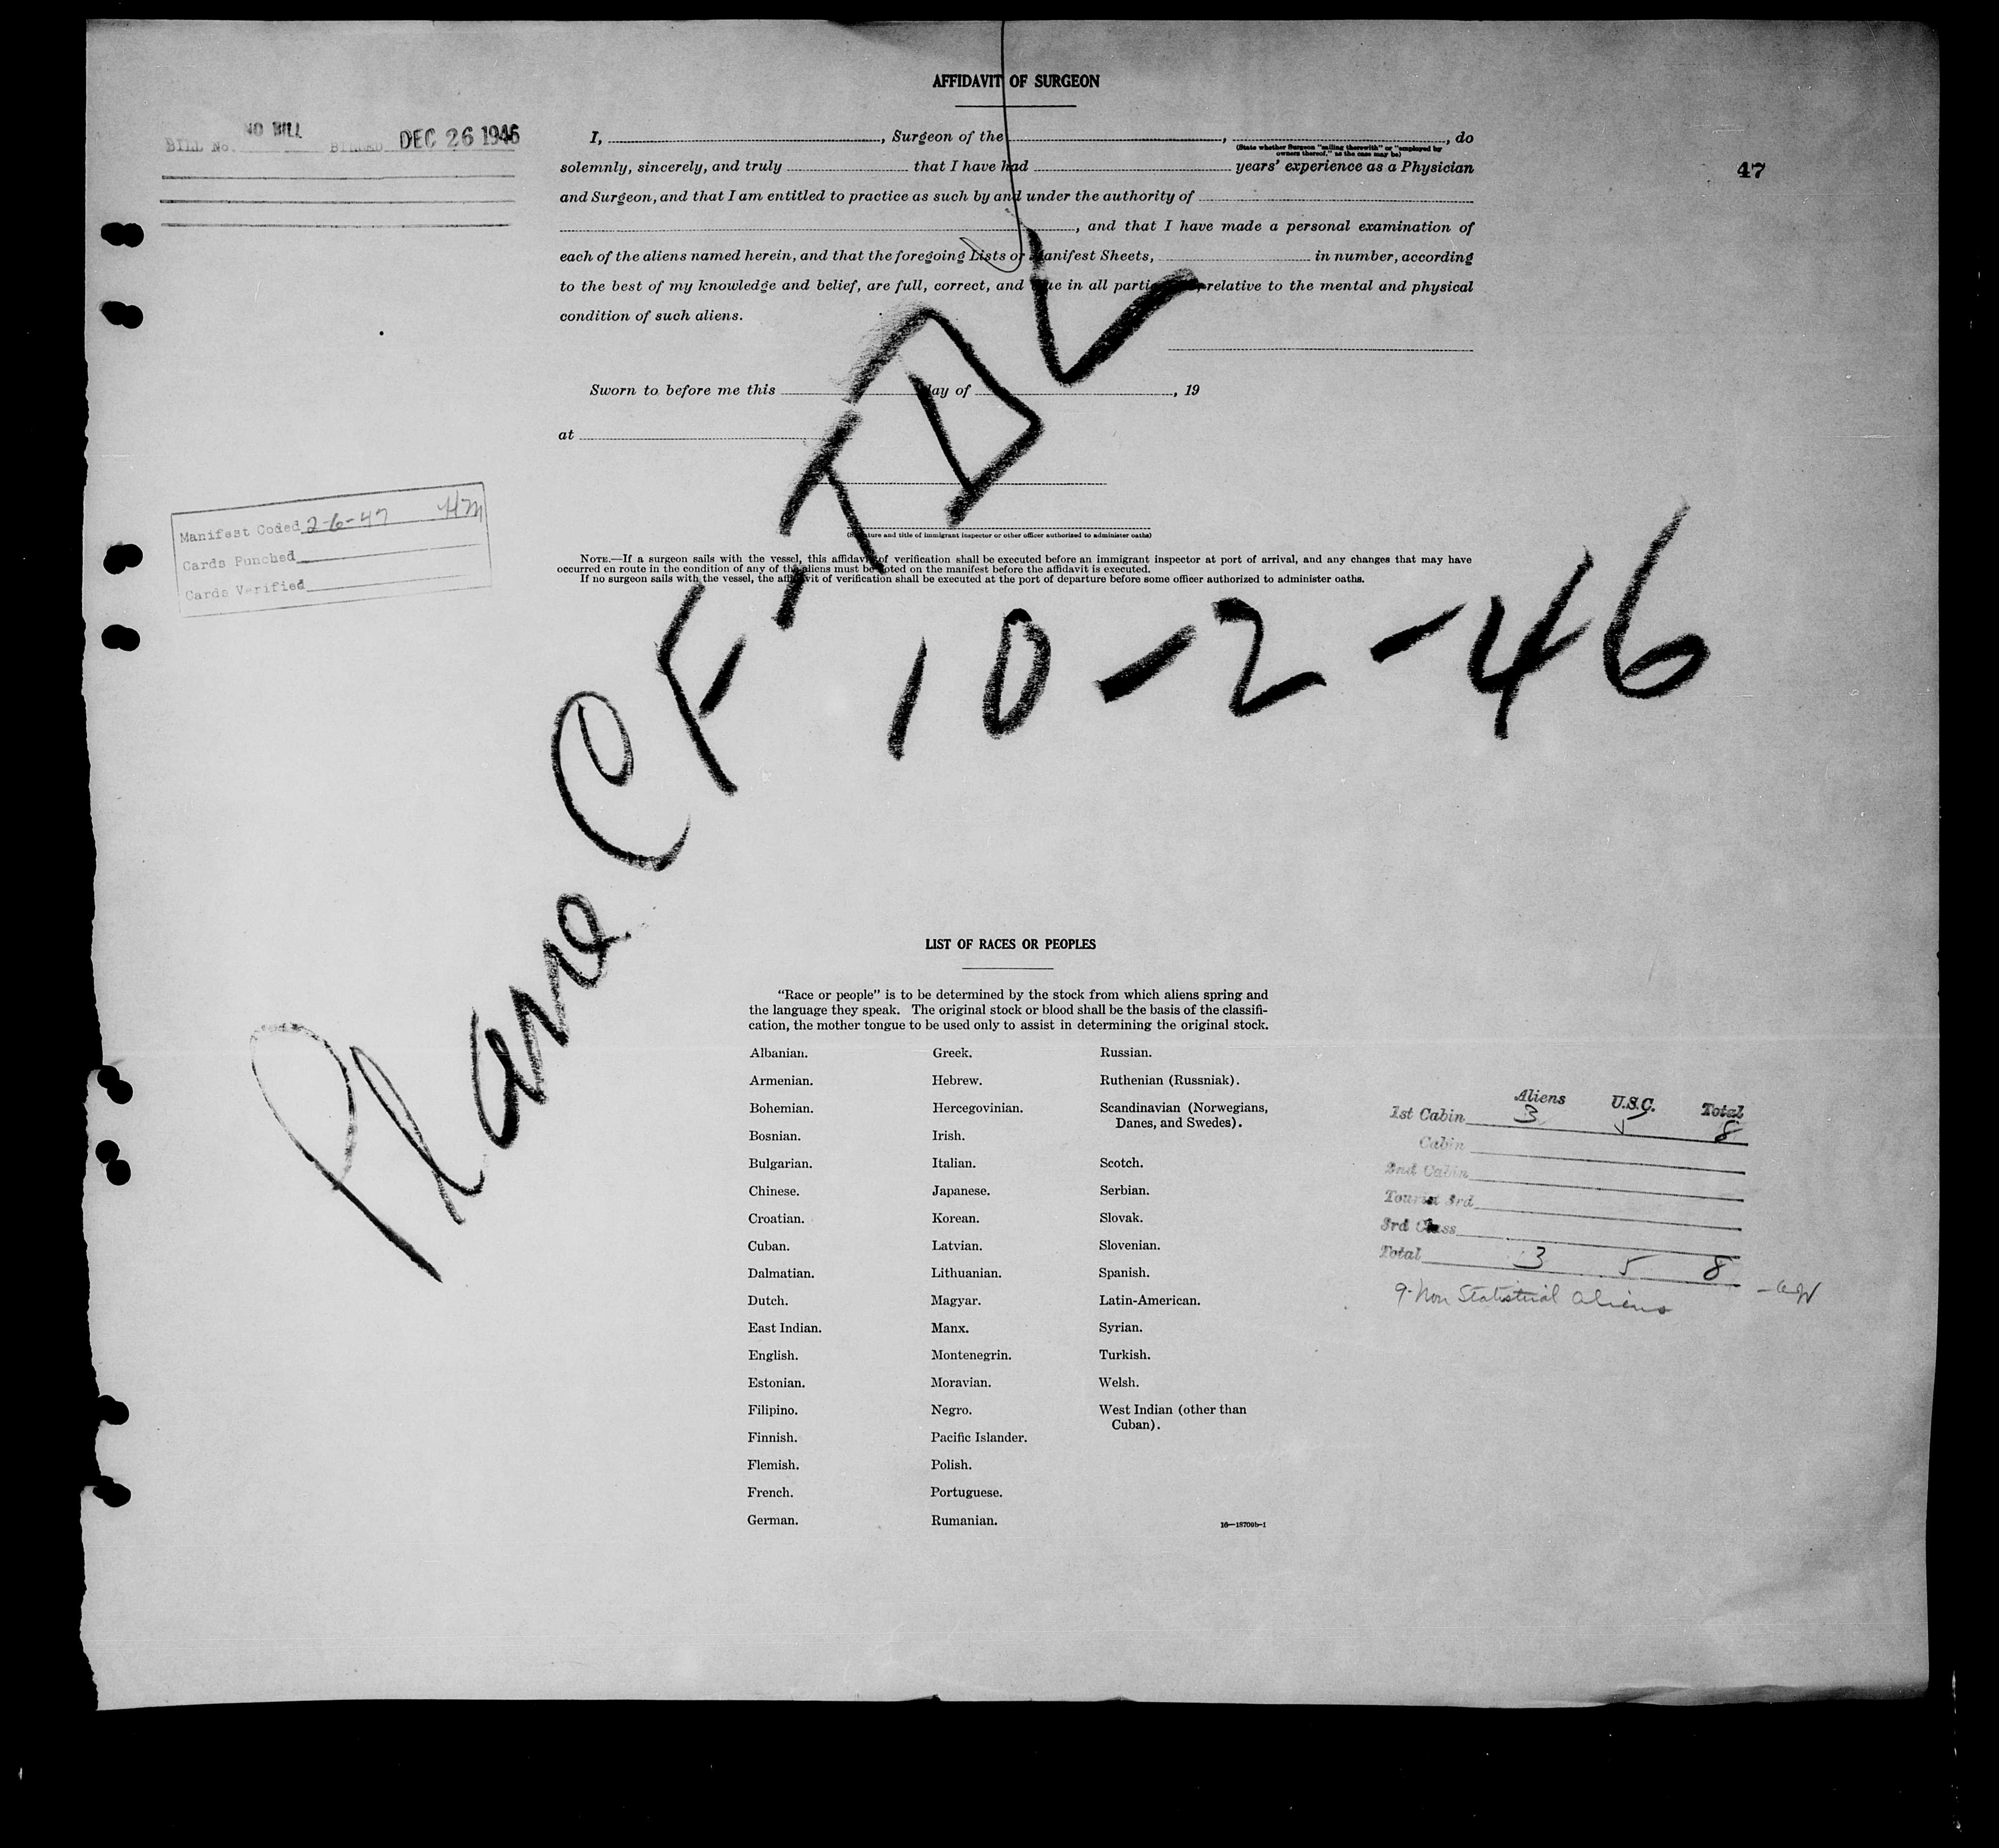 AFFIDAVIT OF SURGEON
BILL No. NO BILL BILLED DEC 26 1946
47
I, , Surgeon of the , , do
(State whether Surgeon "sailing therewith" or "employed by
owners thereof," as the case may be)
solemnly, sincerely, and truly that I have had years' experience as a Physician
and Surgeon, and that I am entitled to practice as such by and under the authority of
, and that I have made a personal examination of
each of the aliens named herein, and that the foregoing Lists or Manifest Sheets, in number, according
to the best of my knowledge and belief, are full, correct, and true in all particulars relative to the mental and physical
condition of such aliens.
Sworn to before me this day of , 19
at
(Signature and title of immigrant inspector or other officer authorized to administer oaths)
NOTE.—If a surgeon sails with the vessel, this affidavit of verification shall be executed before an immigrant inspector at port of arrival, and any changes that may have
occurred en route in the condition of any of the aliens must be noted on the manifest before the affidavit is executed.
If no surgeon sails with the vessel, the affidavit of verification shall be executed at the port of departure before some officer authorized to administer oaths.
Manifest Coded 2-6-47 HM
Cards Punched
Cards Verified
Plane CF-TDL
10-2-46
LIST OF RACES OR PEOPLES
"Race or people" is to be determined by the stock from which aliens spring and
the language they speak. The original stock or blood shall be the basis of the classifi-
cation, the mother tongue to be used only to assist in determining the original stock.
Albanian. Greek. Russian.
Armenian. Hebrew. Ruthenian (Russniak).
Bohemian. Hercegovinian. Scandinavian (Norwegians,
Danes, and Swedes).
Bosnian. Irish.
Bulgarian. Italian. Scotch.
Chinese. Japanese. Serbian.
Croatian. Korean. Slovak.
Cuban. Latvian. Slovenian.
Dalmatian. Lithuanian. Spanish.
Dutch. Magyar. Latin-American.
East Indian. Manx. Syrian.
English. Montenegrin. Turkish.
Estonian. Moravian. Welsh.
Filipino. Negro. West Indian (other than
Cuban).
Finnish. Pacific Islander.
Flemish. Polish.
French. Portuguese.
German. Rumanian.
16—18709b-1
Aliens U.S.C. Total
1st Cabin 3 5 8
Cabin
2nd Cabin
Tourist 3rd
3rd Class
Total 3 5 8
9-Non Statistical aliens